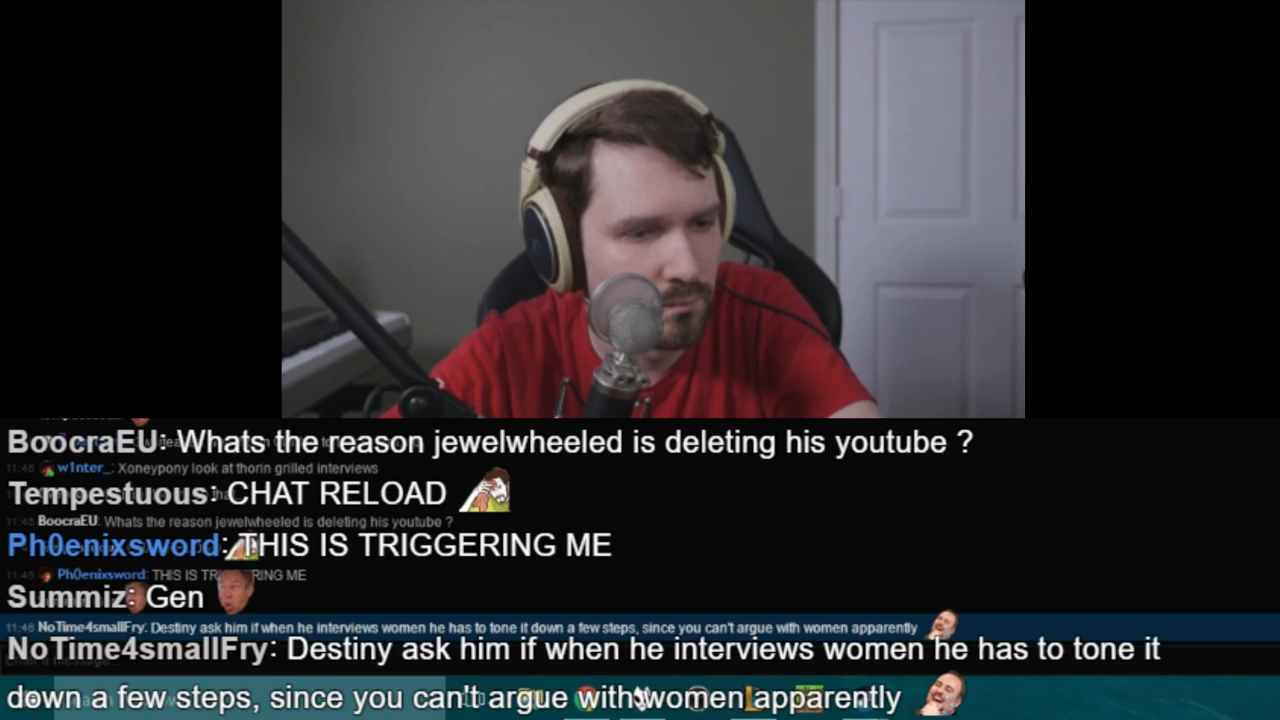 BoocraEU: Whats the reason jewelwheeled is deleting his youtube ?
w1nter_: Xoneypony look at thorin grilled interviews
Tempestuous: CHAT RELOAD
BoocraEU: Whats the reason jewelwheeled is deleting his youtube ?
Ph0enixsword: THIS IS TRIGGERING ME
Ph0enixsword: THIS IS TRIGGERING ME
Summiz: Gen
NoTime4smallFry: Destiny ask him if when he interviews women he has to tone it down a few steps, since you can't argue with women apparently
NoTime4smallFry: Destiny ask him if when he interviews women he has to tone it
down a few steps, since you can't argue with women apparently